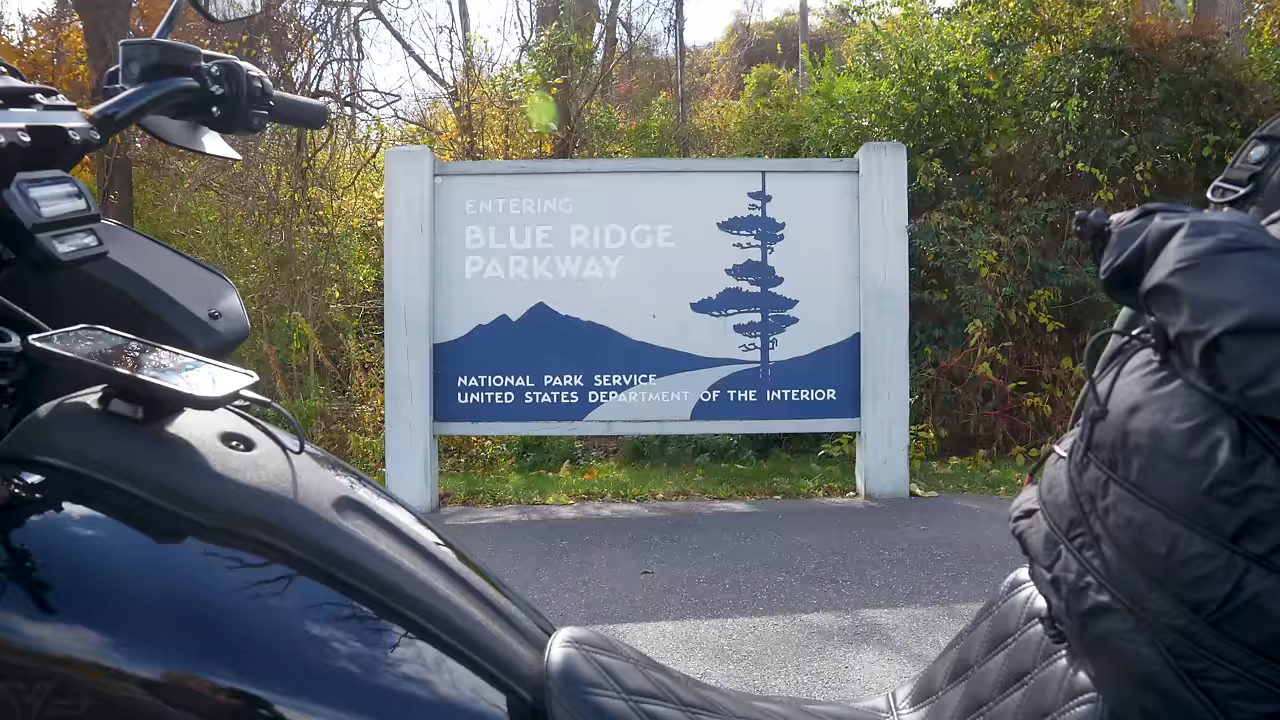 ENTERING
BLUE RIDGE
PARKWAY
NATIONAL PARK SERVICE
UNITED STATES DEPARTMENT OF THE INTERIOR